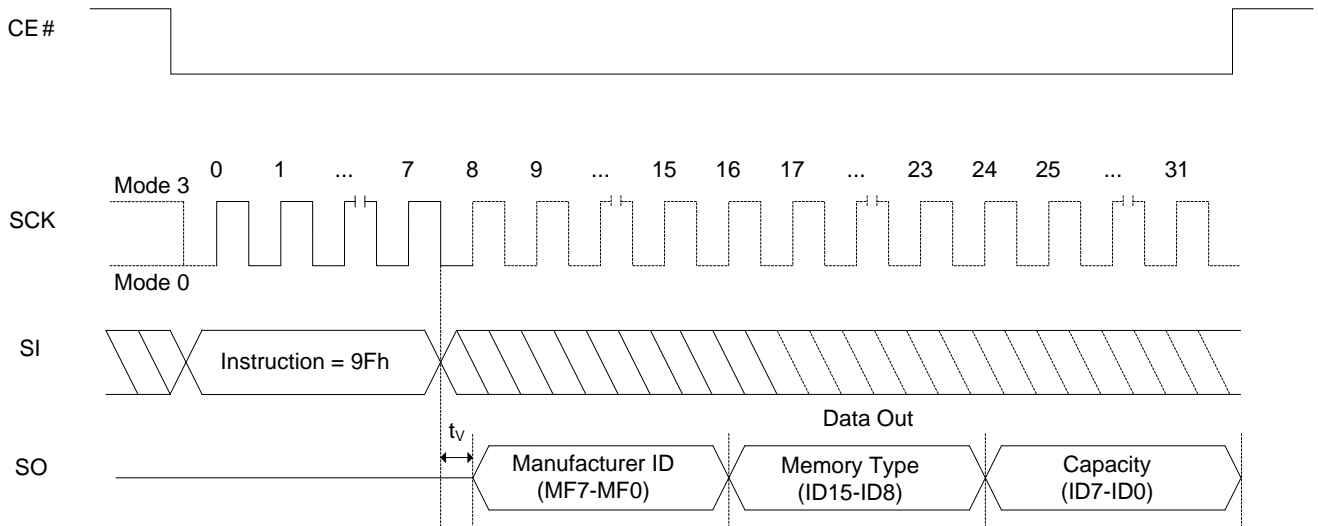 CE#
0 1 ... 7 8 9 ... 15 16 17 ... 23 24 25 ... 31
Mode 3
SCK
Mode 0
SI
Instruction = 9Fh
Data Out
tV
SO
Manufacturer ID
(MF7-MF0)
Memory Type
(ID15-ID8)
Capacity
(ID7-ID0)